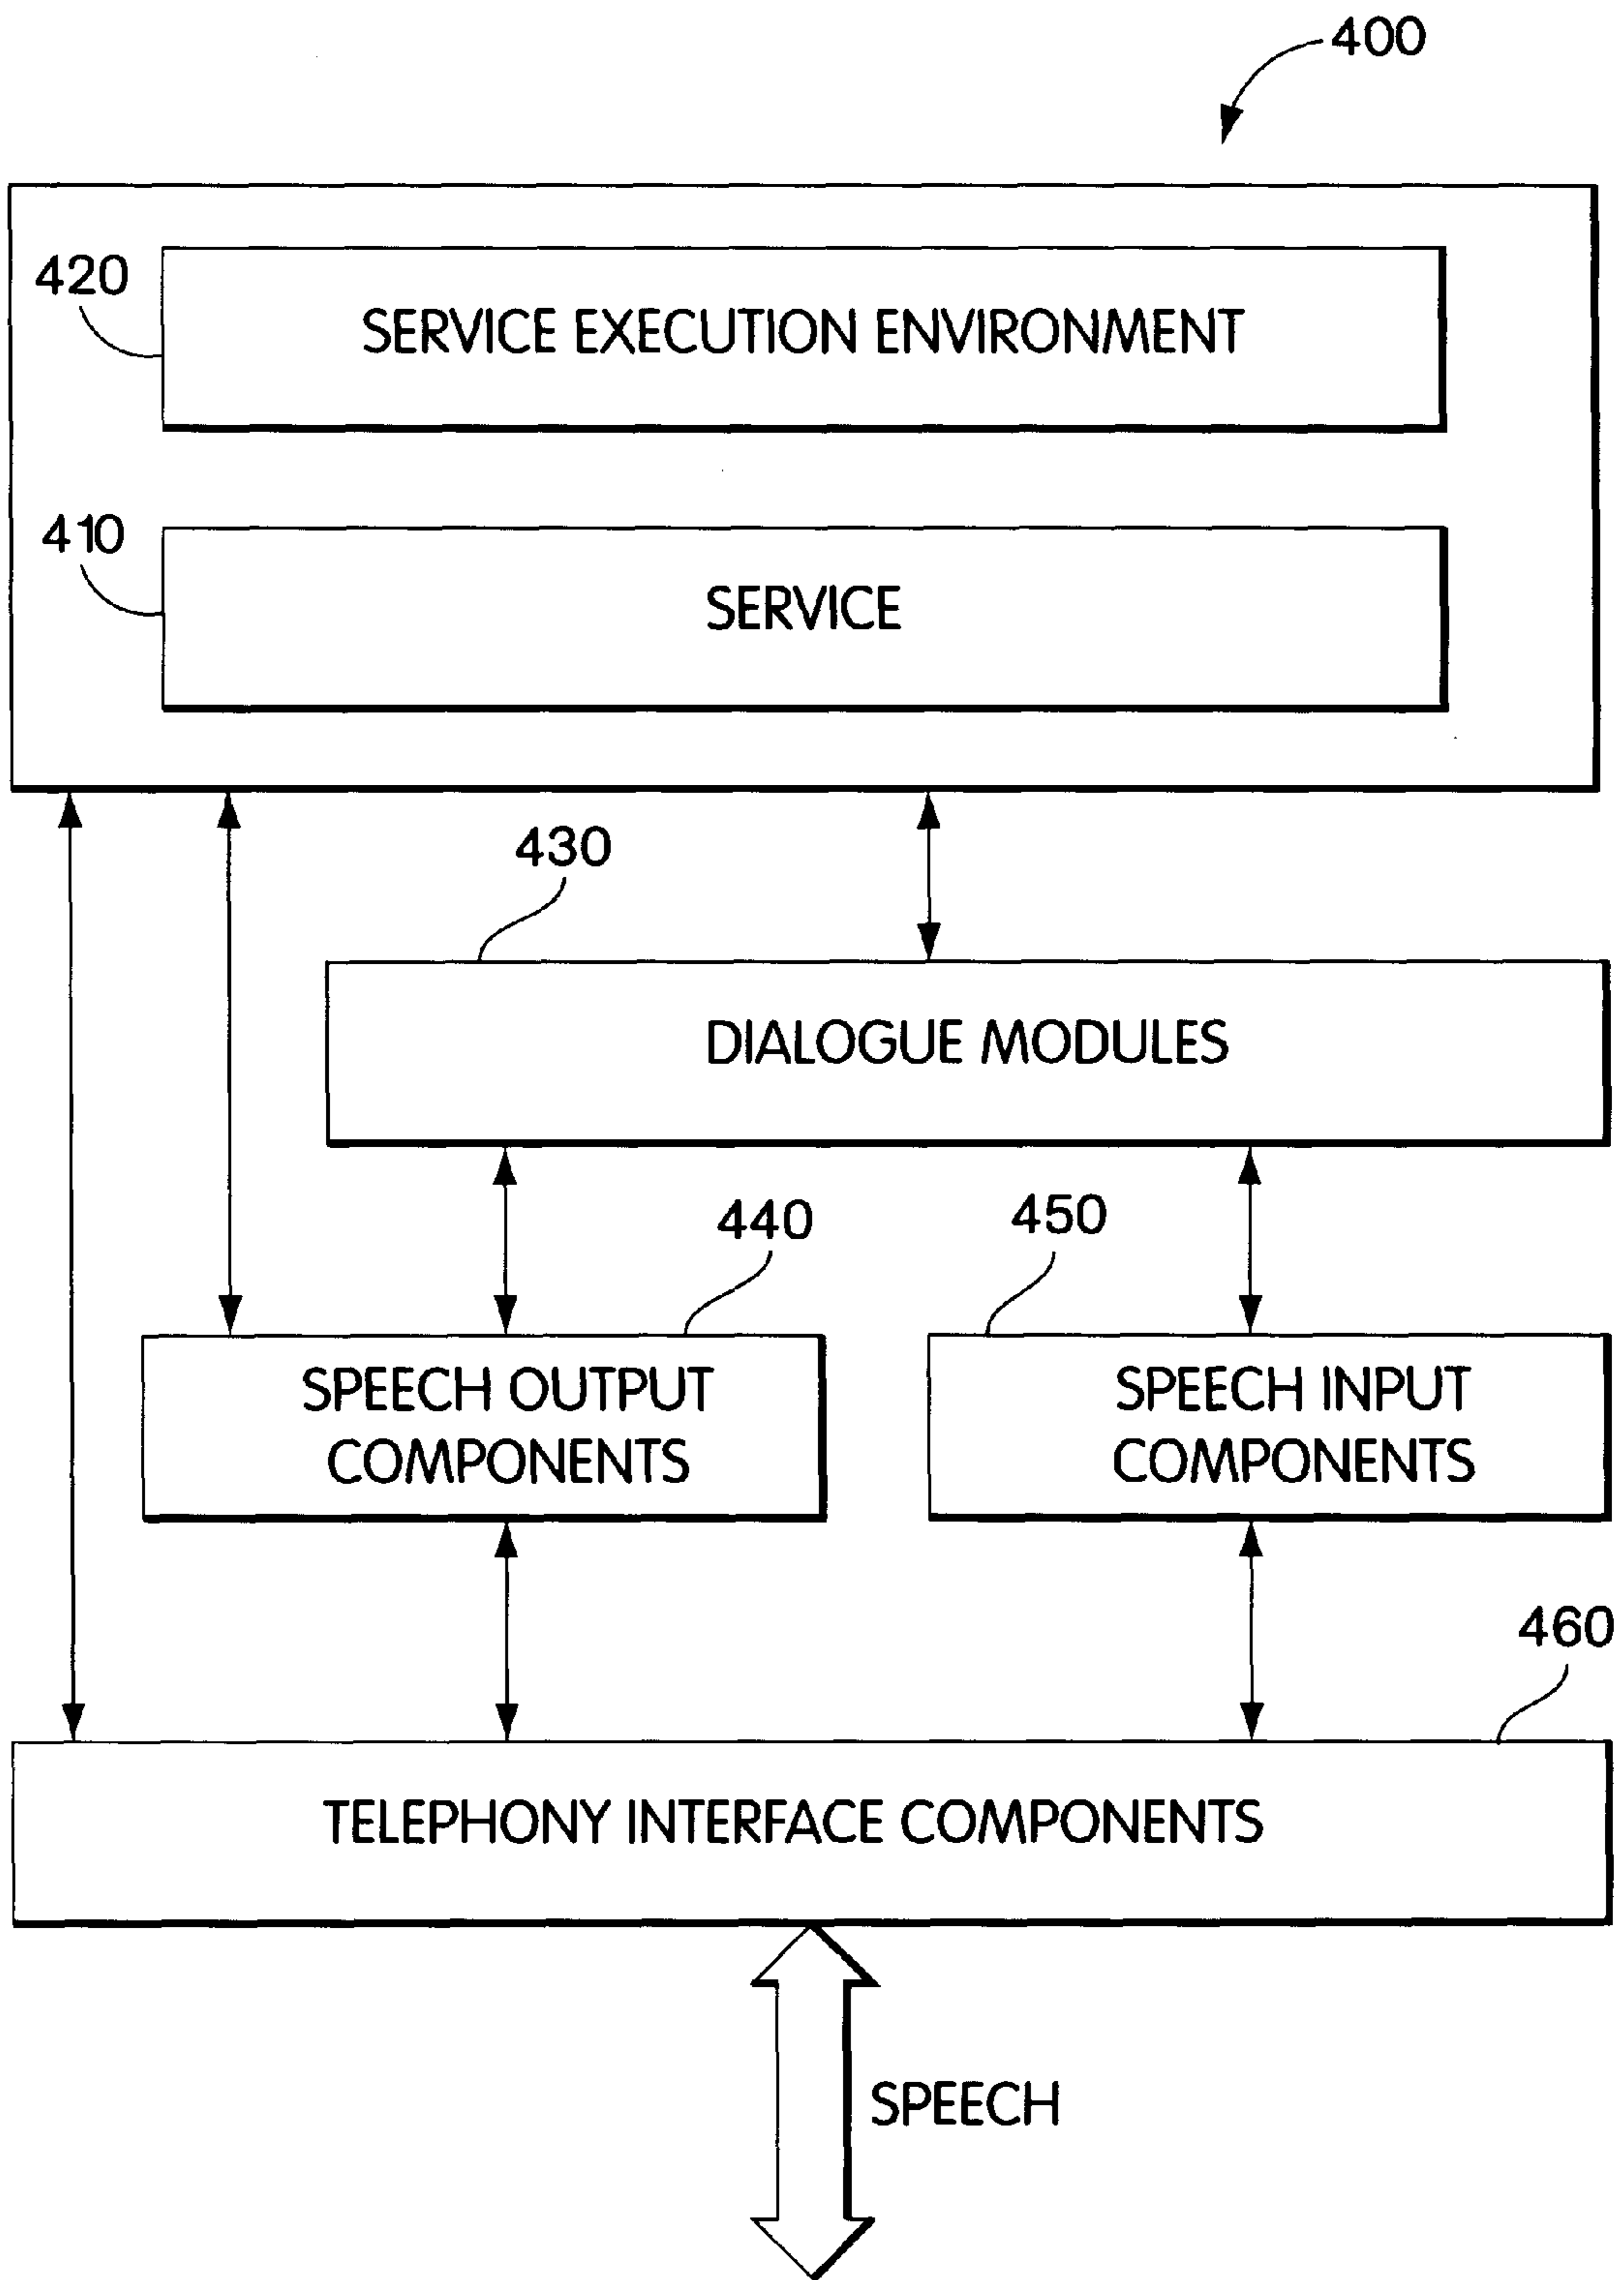 400
420
SERVICE EXECUTION ENVIRONMENT
410
SERVICE
430
DIALOGUE MODULES
440
450
SPEECH OUTPUT
COMPONENTS
SPEECH INPUT
COMPONENTS
460
TELEPHONY INTERFACE COMPONENTS
SPEECH